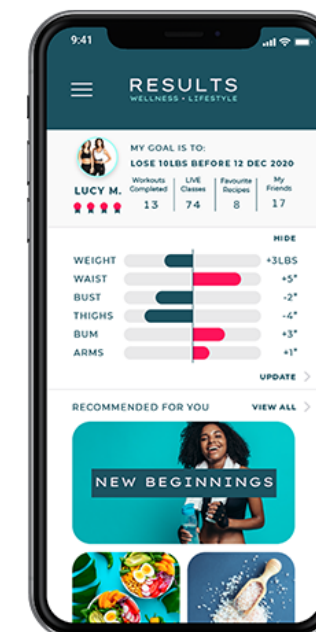 9:41
RESULTS
WELLNESS • LIFESTYLE
MY GOAL IS TO:
LOSE 10LBS BEFORE 12 DEC 2020
LUCY M.
Workouts Completed
13
LIVE Classes
74
Favourite Recipes
8
My Friends
17
HIDE
WEIGHT +3LBS
WAIST +5"
BUST -2"
THIGHS -4"
BUM +3"
ARMS +1"
UPDATE >
RECOMMENDED FOR YOU VIEW ALL >
NEW BEGINNINGS